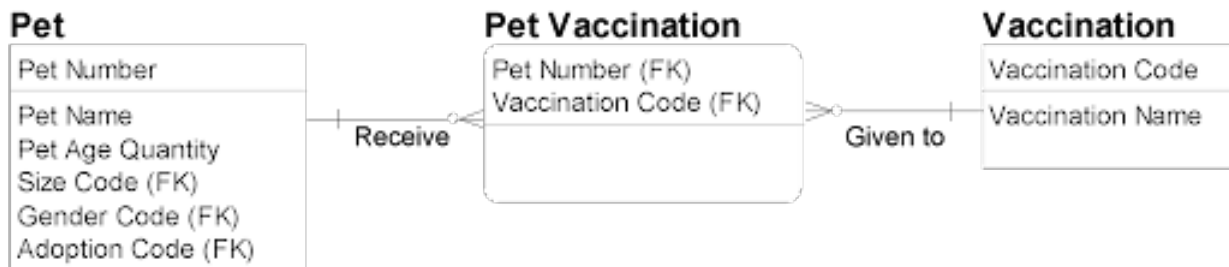 Pet
Pet Number
Pet Name
Pet Age Quantity
Size Code (FK)
Gender Code (FK)
Adoption Code (FK)
Receive
Pet Vaccination
Pet Number (FK)
Vaccination Code (FK)
Given to
Vaccination
Vaccination Code
Vaccination Name